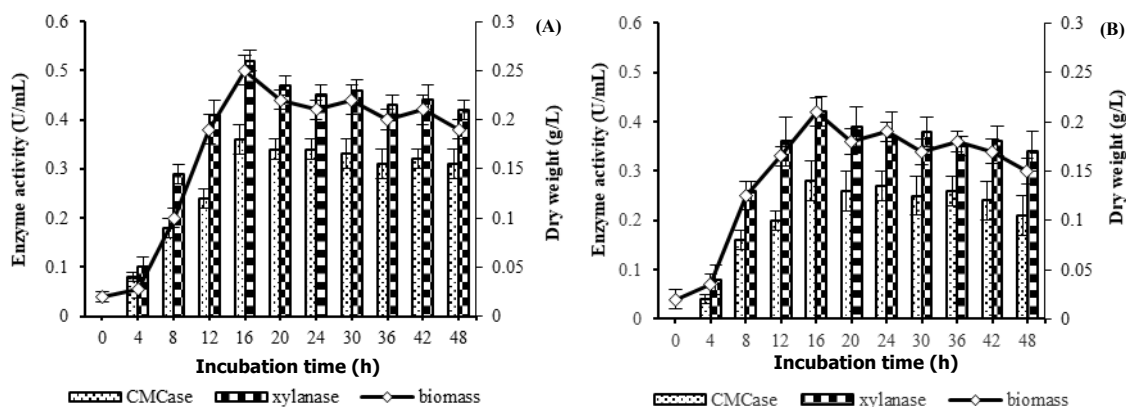 (A)
Enzyme activity (U/mL)
0.6
0.5
0.4
0.3
0.2
0.1
0
0.3
0.25
0.2
0.15
0.1
0.05
0
Dry weight (g/L)
0 4 8 12 16 20 24 30 36 42 48
Incubation time (h)
CMCase xylanase biomass
(B)
Enzyme activity (U/mL)
0.6
0.5
0.4
0.3
0.2
0.1
0
0.3
0.25
0.2
0.15
0.1
0.05
0
Dry weight (g/L)
0 4 8 12 16 20 24 30 36 42 48
Incubation time (h)
CMCase xylanase biomass